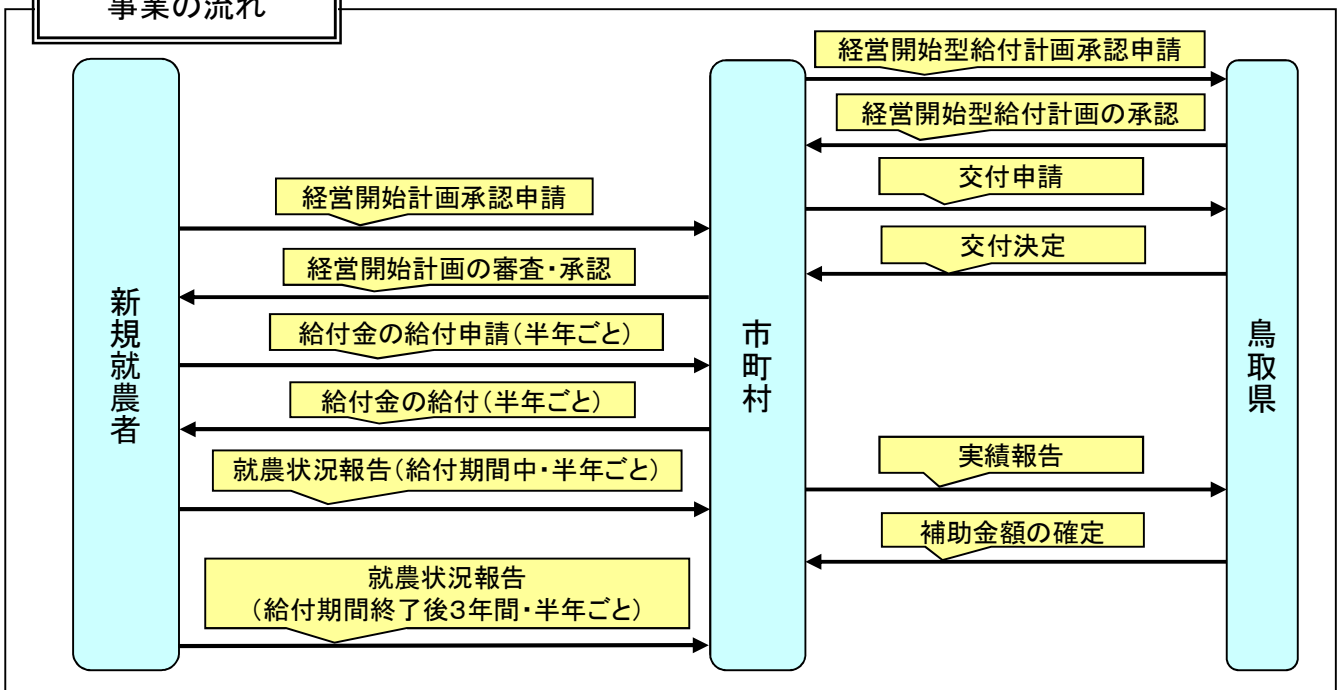 事業の流れ
経営開始型給付計画承認申請
経営開始型給付計画の承認
交付申請
経営開始計画承認申請
交付決定
経営開始計画の審査・承認
新規就農者
市町村
鳥取県
給付金の給付申請(半年ごと)
給付金の給付(半年ごと)
就農状況報告(給付期間中・半年ごと)
実績報告
補助金額の確定
就農状況報告
(給付期間終了後3年間・半年ごと)